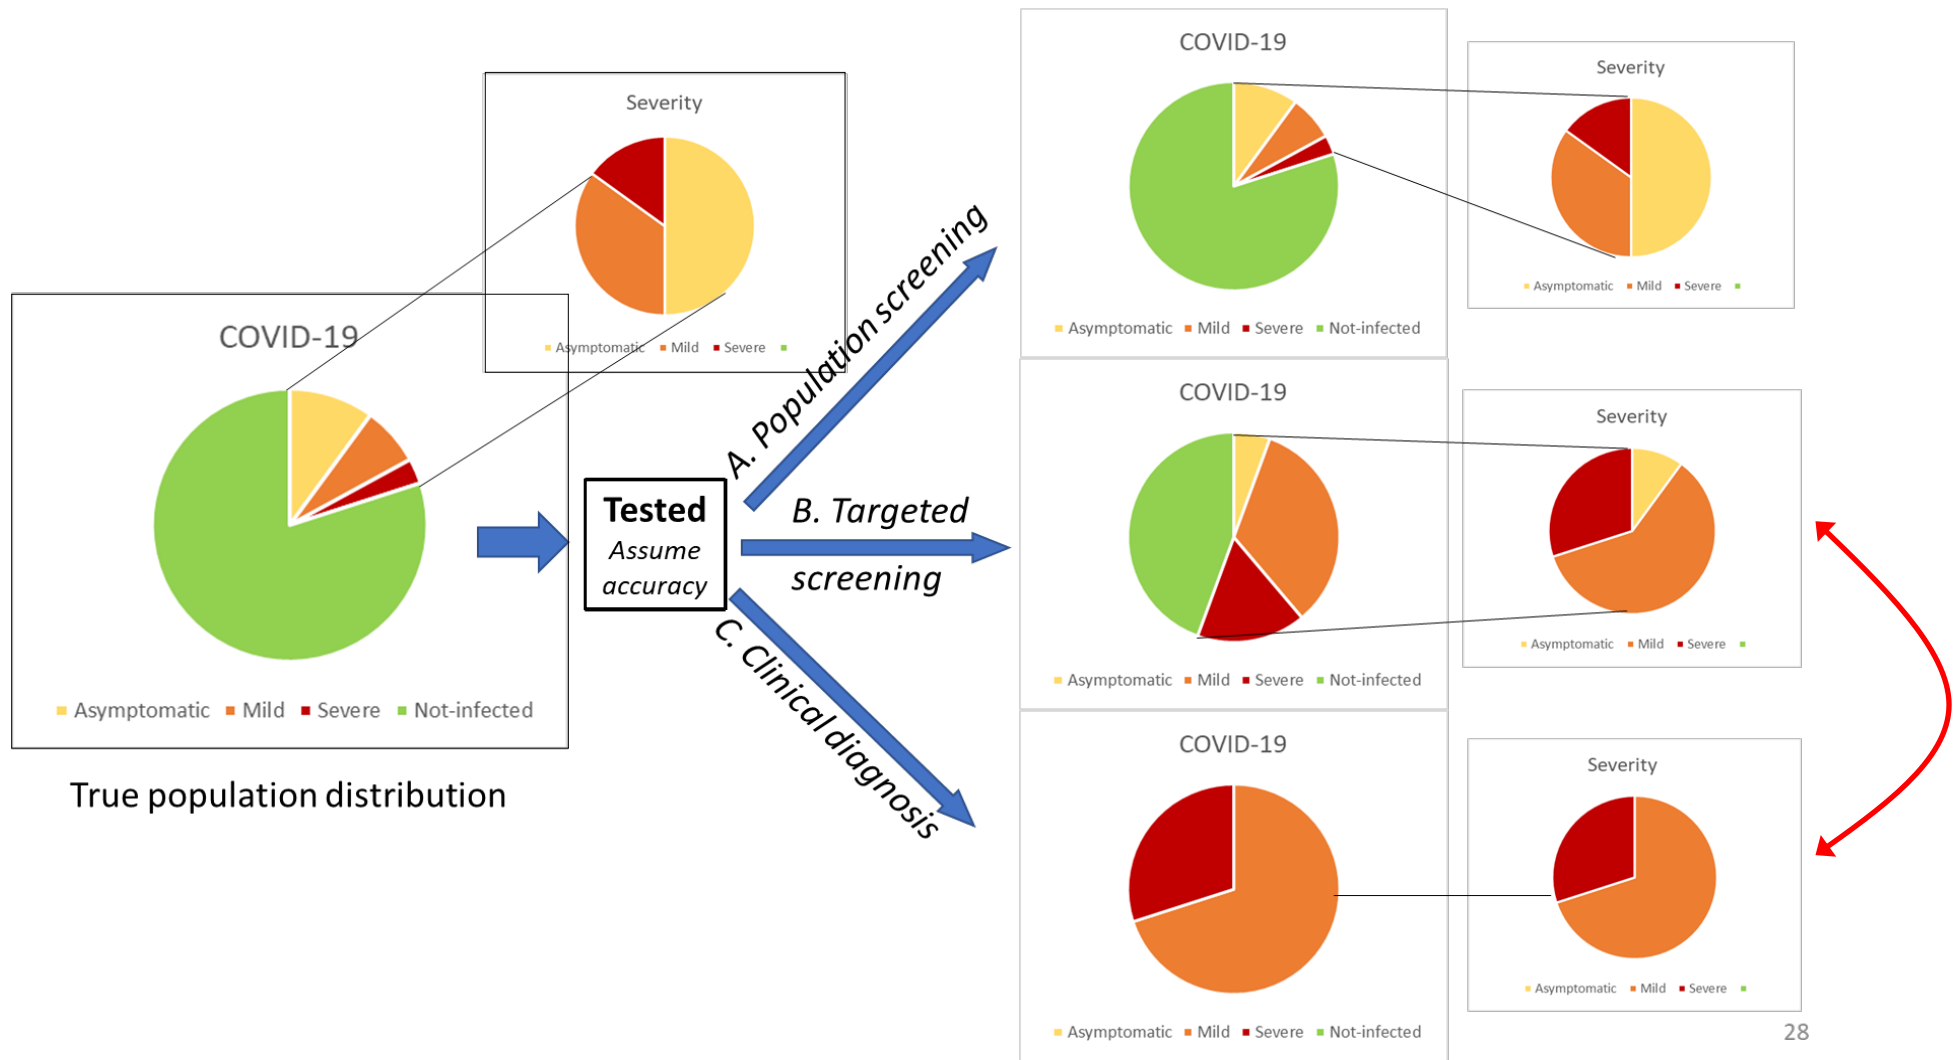 COVID-19
Asymptomatic Mild Severe Not-infected
True population distribution
Severity
Asymptomatic Mild Severe
Tested
Assume
accuracy
A. Population screening
B. Targeted
screening
C. Clinical diagnosis
COVID-19
Asymptomatic Mild Severe Not-infected
Severity
Asymptomatic Mild Severe
COVID-19
Asymptomatic Mild Severe Not-infected
Severity
Asymptomatic Mild Severe
COVID-19
Asymptomatic Mild Severe Not-infected
Severity
Asymptomatic Mild Severe
28